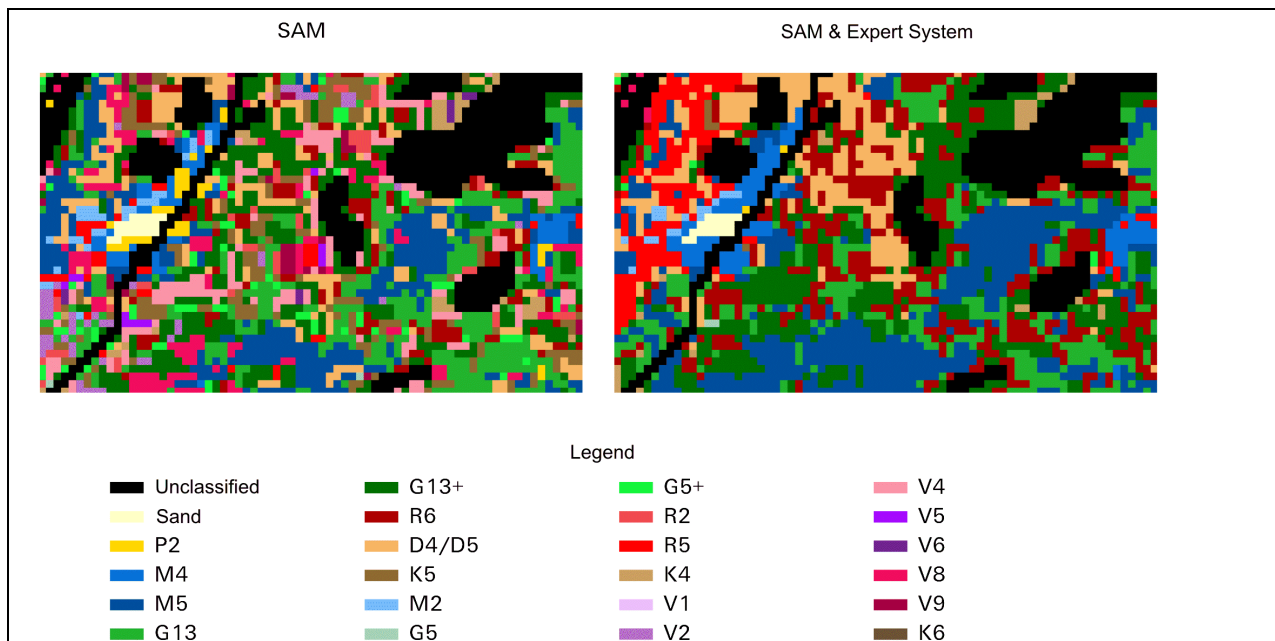 SAM
SAM & Expert System
Legend
Unclassified
G13+
G5+
V4
Sand
R6
R2
V5
P2
D4/D5
R5
V6
M4
K5
K4
V8
M5
M2
V1
V9
G13
G5
V2
K6